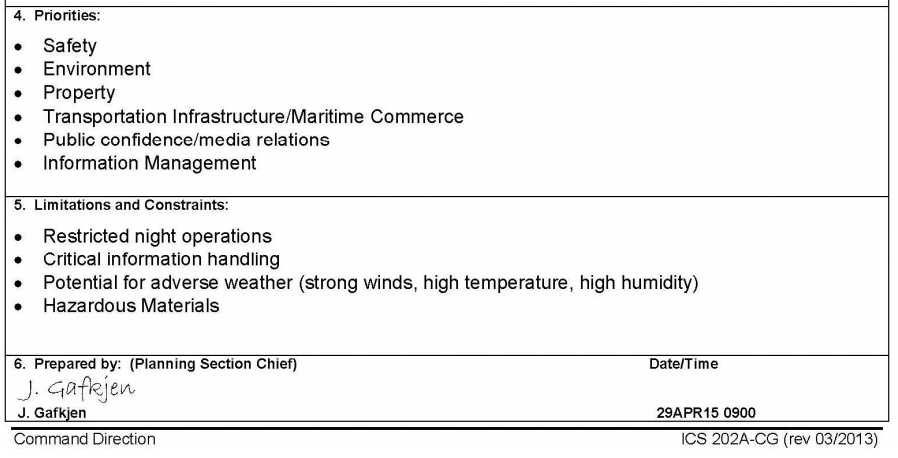 4. Priorities:
• Safety
• Environment
• Property
• Transportation Infrastructure/Maritime Commerce
• Public confidence/media relations
• Information Management
5. Limitations and Constraints:
• Restricted night operations
• Critical information handling
• Potential for adverse weather (strong winds, high temperature, high humidity)
• Hazardous Materials
6. Prepared by: (Planning Section Chief) Date/Time
J. Gafkjen
J. Gafkjen 29APR15 0900
Command Direction ICS 202A-CG (rev 03/2013)